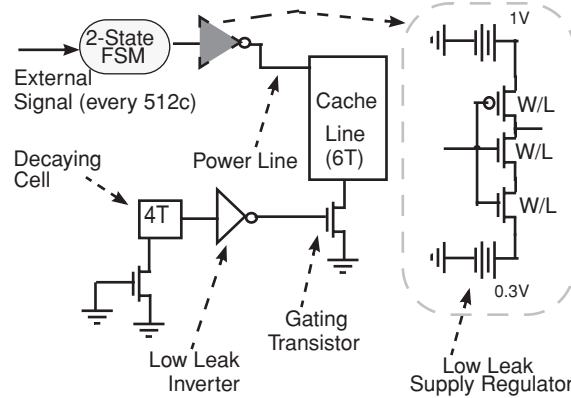 2-State
FSM
External
Signal (every 512c)
Power Line
Cache
Line
(6T)
Decaying
Cell
4T
Low Leak
Inverter
Gating
Transistor
1V
W/L
W/L
W/L
0.3V
Low Leak
Supply Regulator